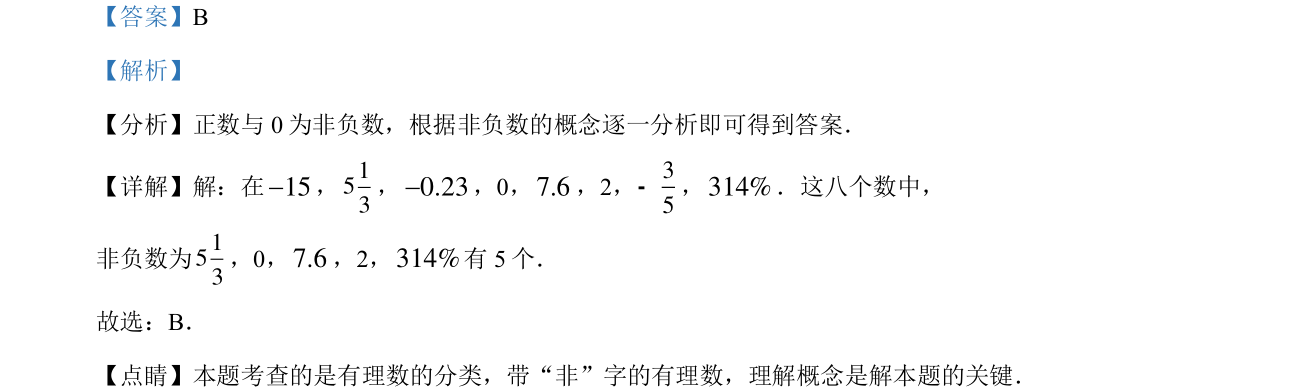 【答案】B
【解析】
【分析】正数与 0 为非负数，根据非负数的概念逐一分析即可得到答案．
【详解】解：在 −15，5 1/3，−0.23，0，7.6，2，- 3/5，314%．这八个数中，
非负数为 5 1/3，0，7.6，2，314% 有 5 个．
故选：B．
【点睛】本题考查的是有理数的分类，带“非”字的有理数，理解概念是解本题的关键．